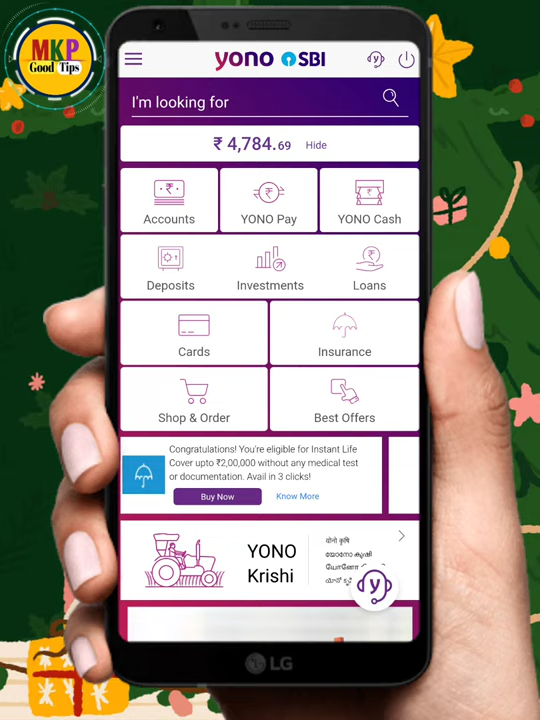 MKP
Good Tips
yono SBI
I'm looking for
₹ 4,784.69 Hide
Accounts
YONO Pay
YONO Cash
Deposits
Investments
Loans
Cards
Insurance
Shop & Order
Best Offers
Congratulations! You're eligible for Instant Life
Cover upto ₹2,00,000 without any medical test
or documentation. Avail in 3 clicks!
Buy Now
Know More
YONO
Krishi
योनो कृषि
യോനോ കൃഷി
y
LG